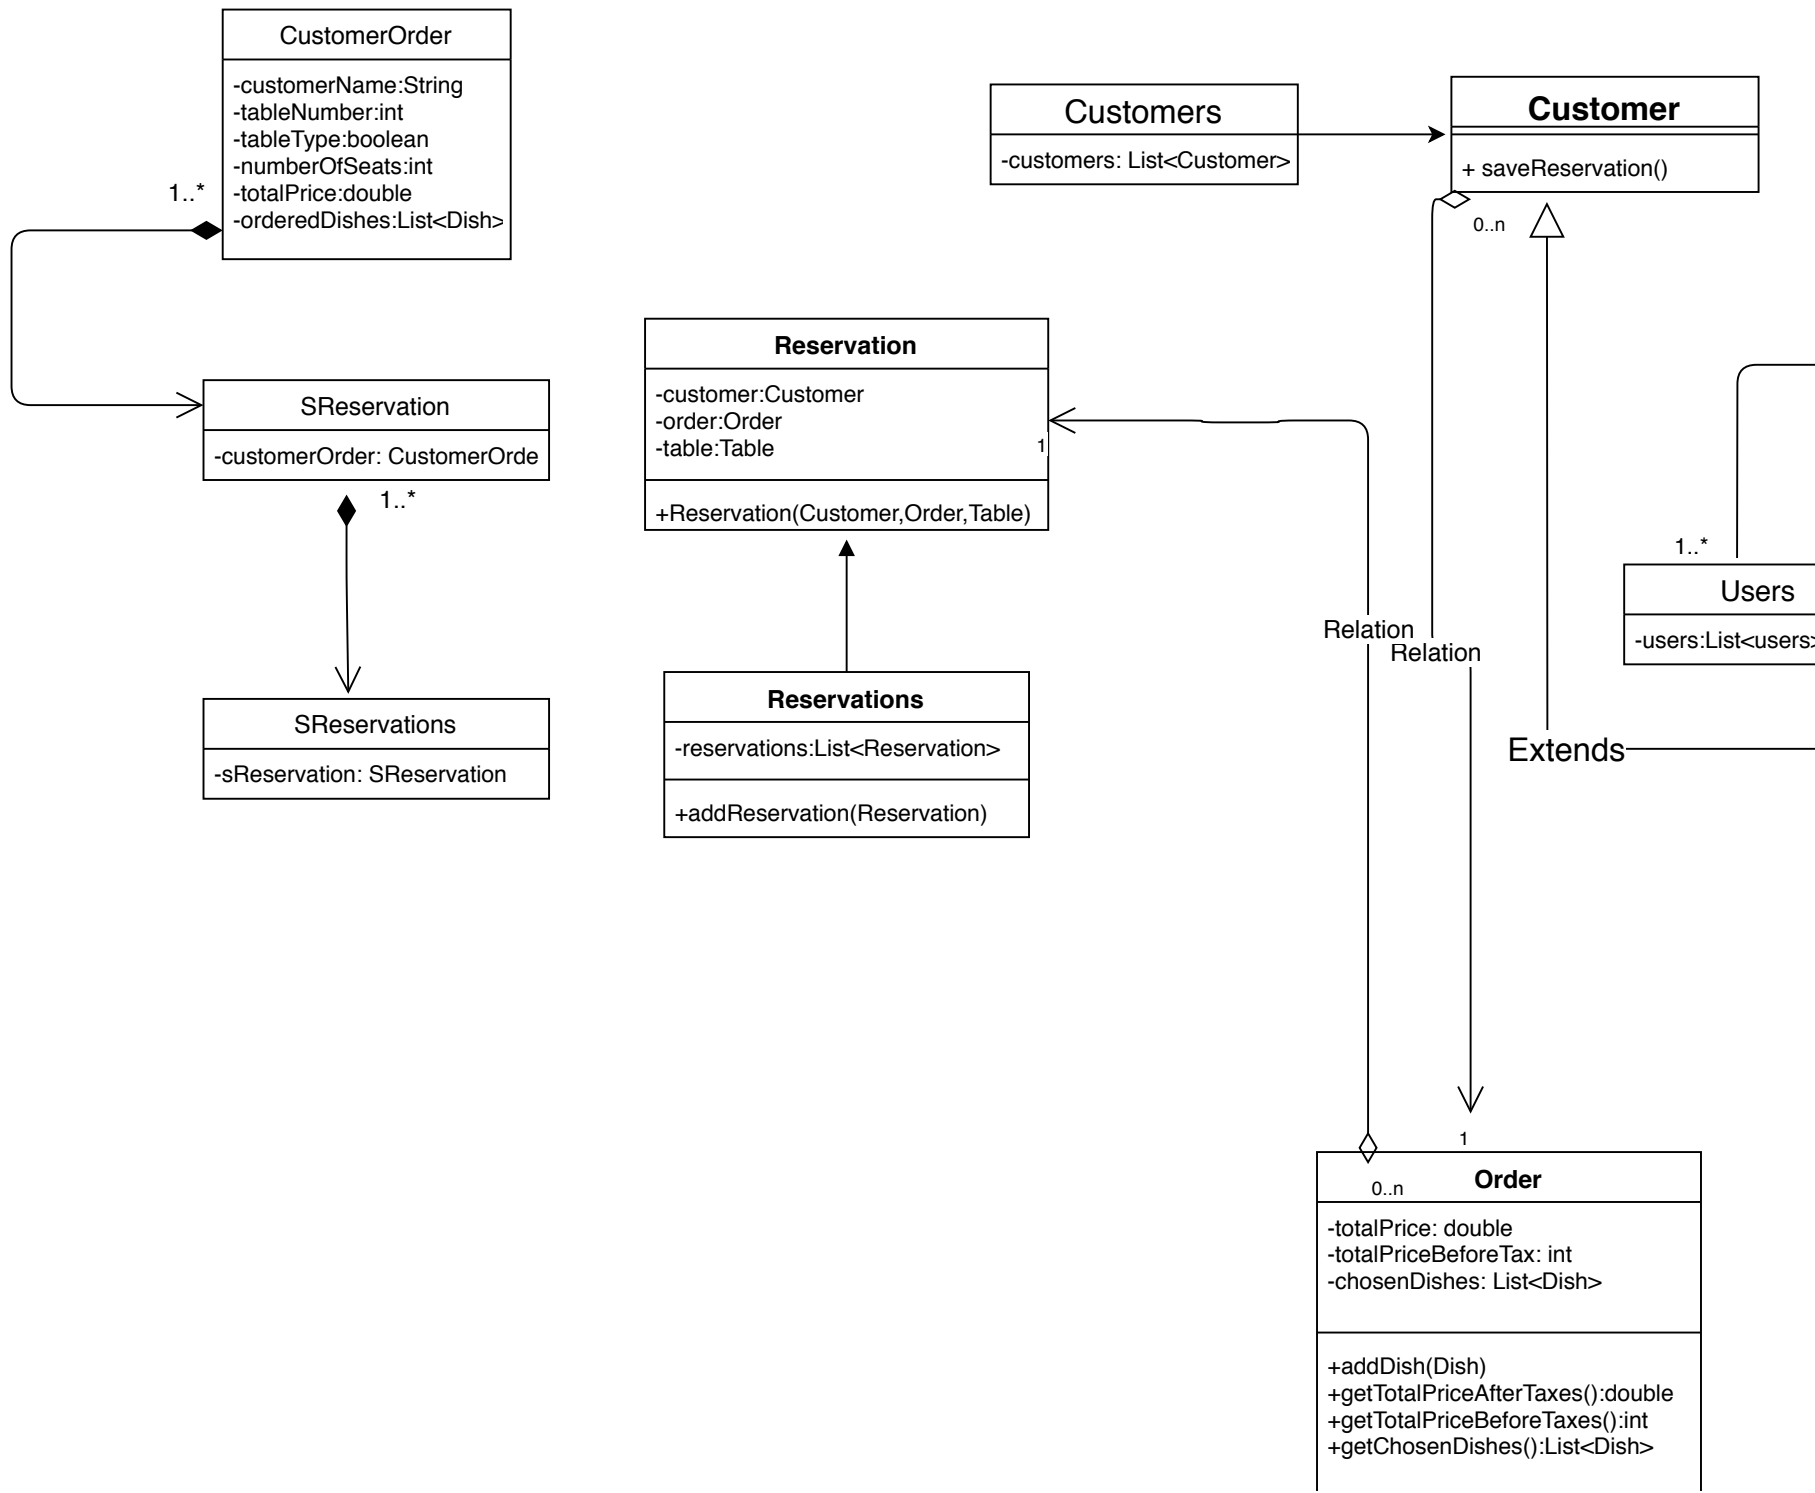 CustomerOrder
-customerName:String
-tableNumber:int
-tableType:boolean
-numberOfSeats:int
-totalPrice:double
-orderedDishes:List<Dish>
1..*
SReservation
-customerOrder: CustomerOrde
1..*
SReservations
-sReservation: SReservation
Customers
-customers: List<Customer>
Customer
+ saveReservation()
0..n
Reservation
-customer:Customer
-order:Order
-table:Table
1
+Reservation(Customer,Order,Table)
Reservations
-reservations:List<Reservation>
+addReservation(Reservation)
Relation
Relation
1..*
Users
-users:List<users>
Extends
1
0..n
Order
-totalPrice: double
-totalPriceBeforeTax: int
-chosenDishes: List<Dish>
+addDish(Dish)
+getTotalPriceAfterTaxes():double
+getTotalPriceBeforeTaxes():int
+getChosenDishes():List<Dish>